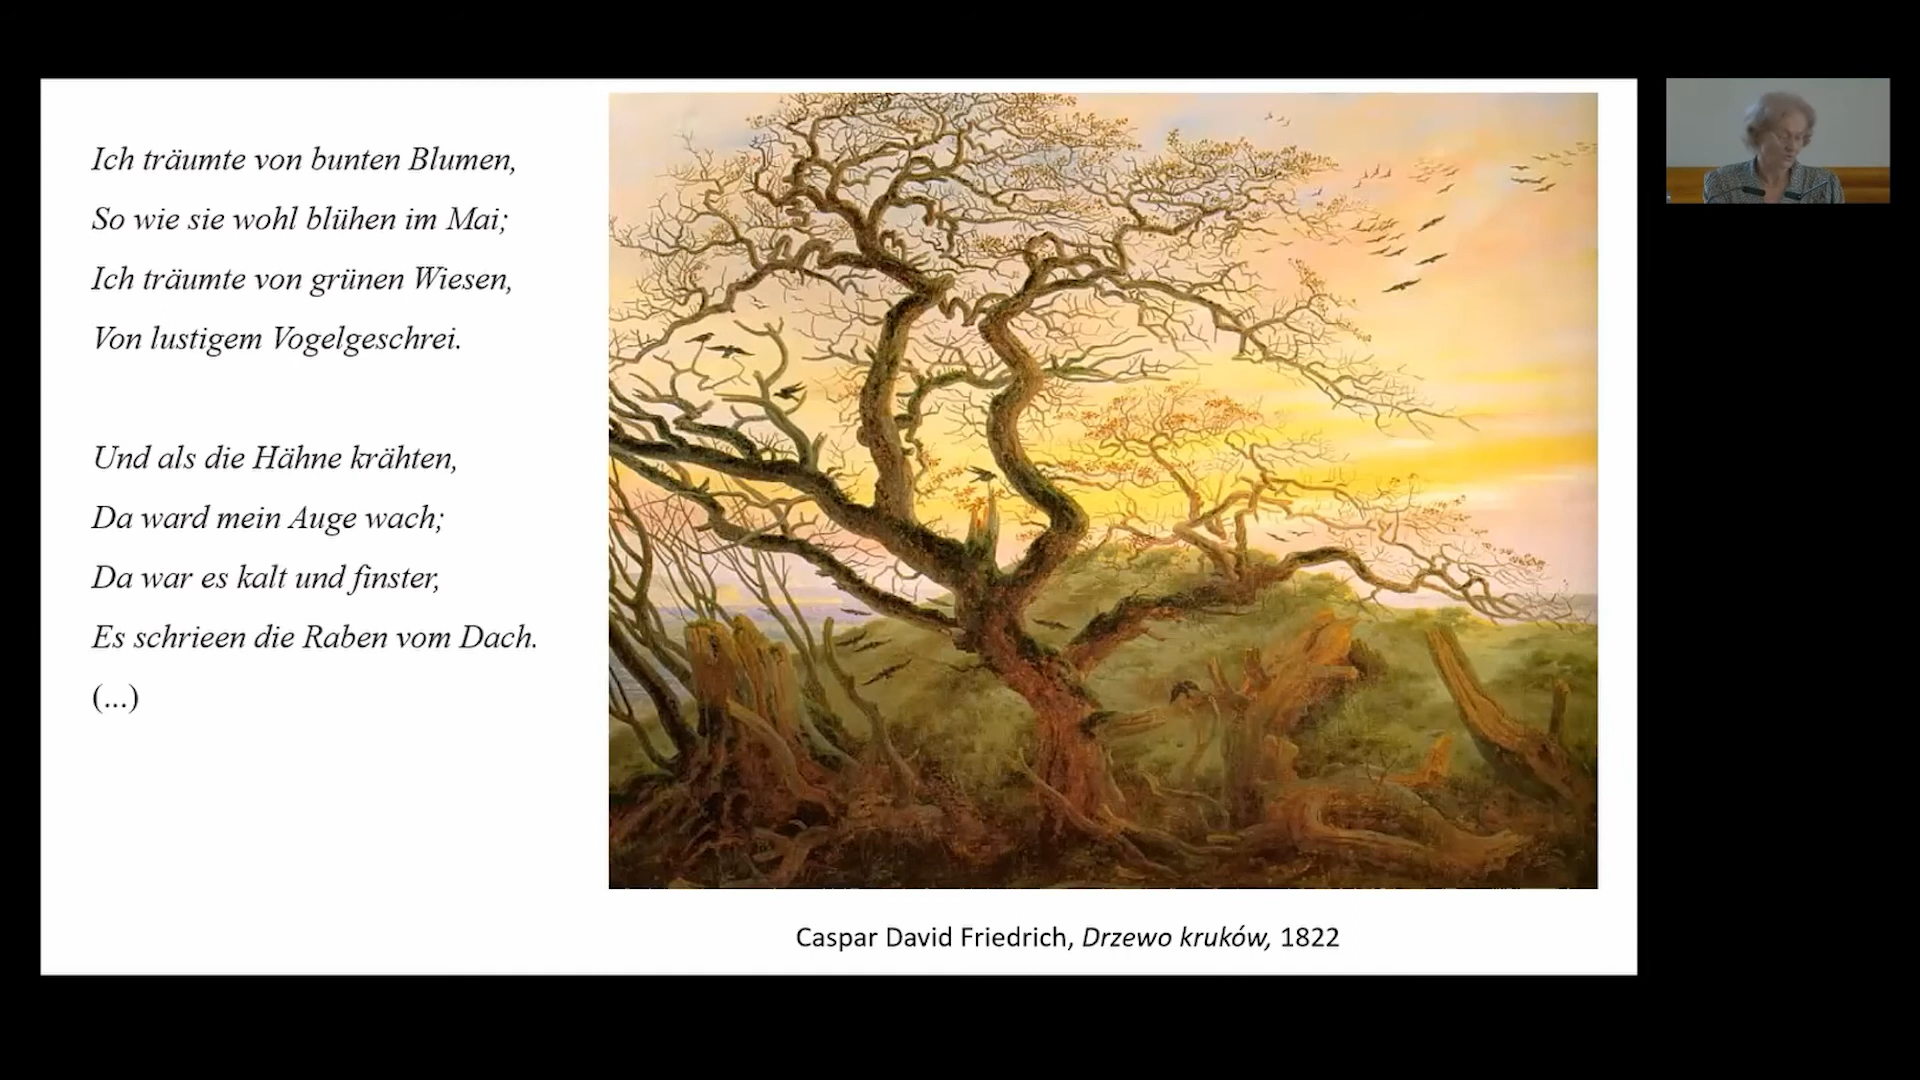 Ich träumte von bunten Blumen,
So wie sie wohl blühen im Mai;
Ich träumte von grünen Wiesen,
Von lustigem Vogelgeschrei.
Und als die Hähne krähten,
Da ward mein Auge wach;
Da war es kalt und finster,
Es schrieen die Raben vom Dach.
(...)
Caspar David Friedrich, Drzewo kruków, 1822